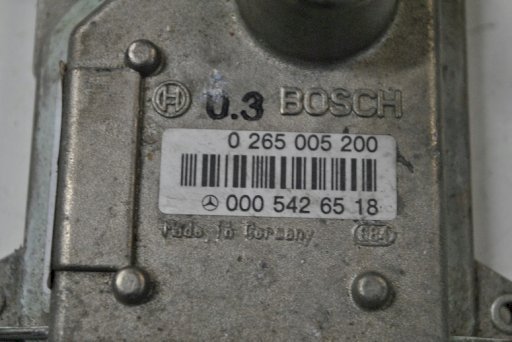 0.3 BOSCH
0 265 005 200
000 542 65 18
Made in Germany